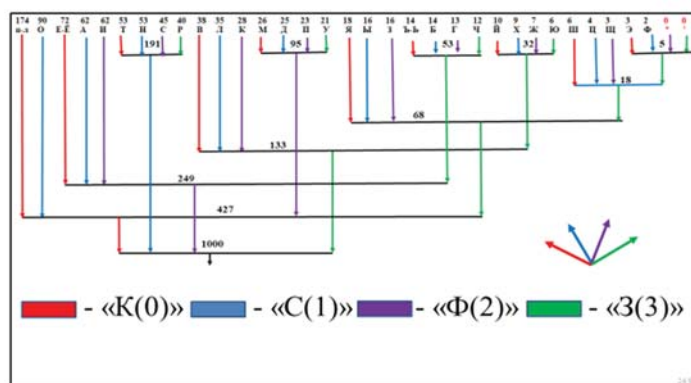 174 90 72 62 62 53 53 45 40 38 35 28 26 25 23 21 18 16 16 14 14 13 12 10 9 7 6 6 4 3 3 2 0 0
п-л О Е-Ё А И Т Н С Р В Л К М Д П У Я Ы З Ъ-Ь Б Г Ч Й Х Ж Ю Ш Ц Щ Э Ф * *
191 95 53 32 5
18
68
133
249
427
1000
- «К(0)» - «С(1)» - «Ф(2)» - «З(3)»